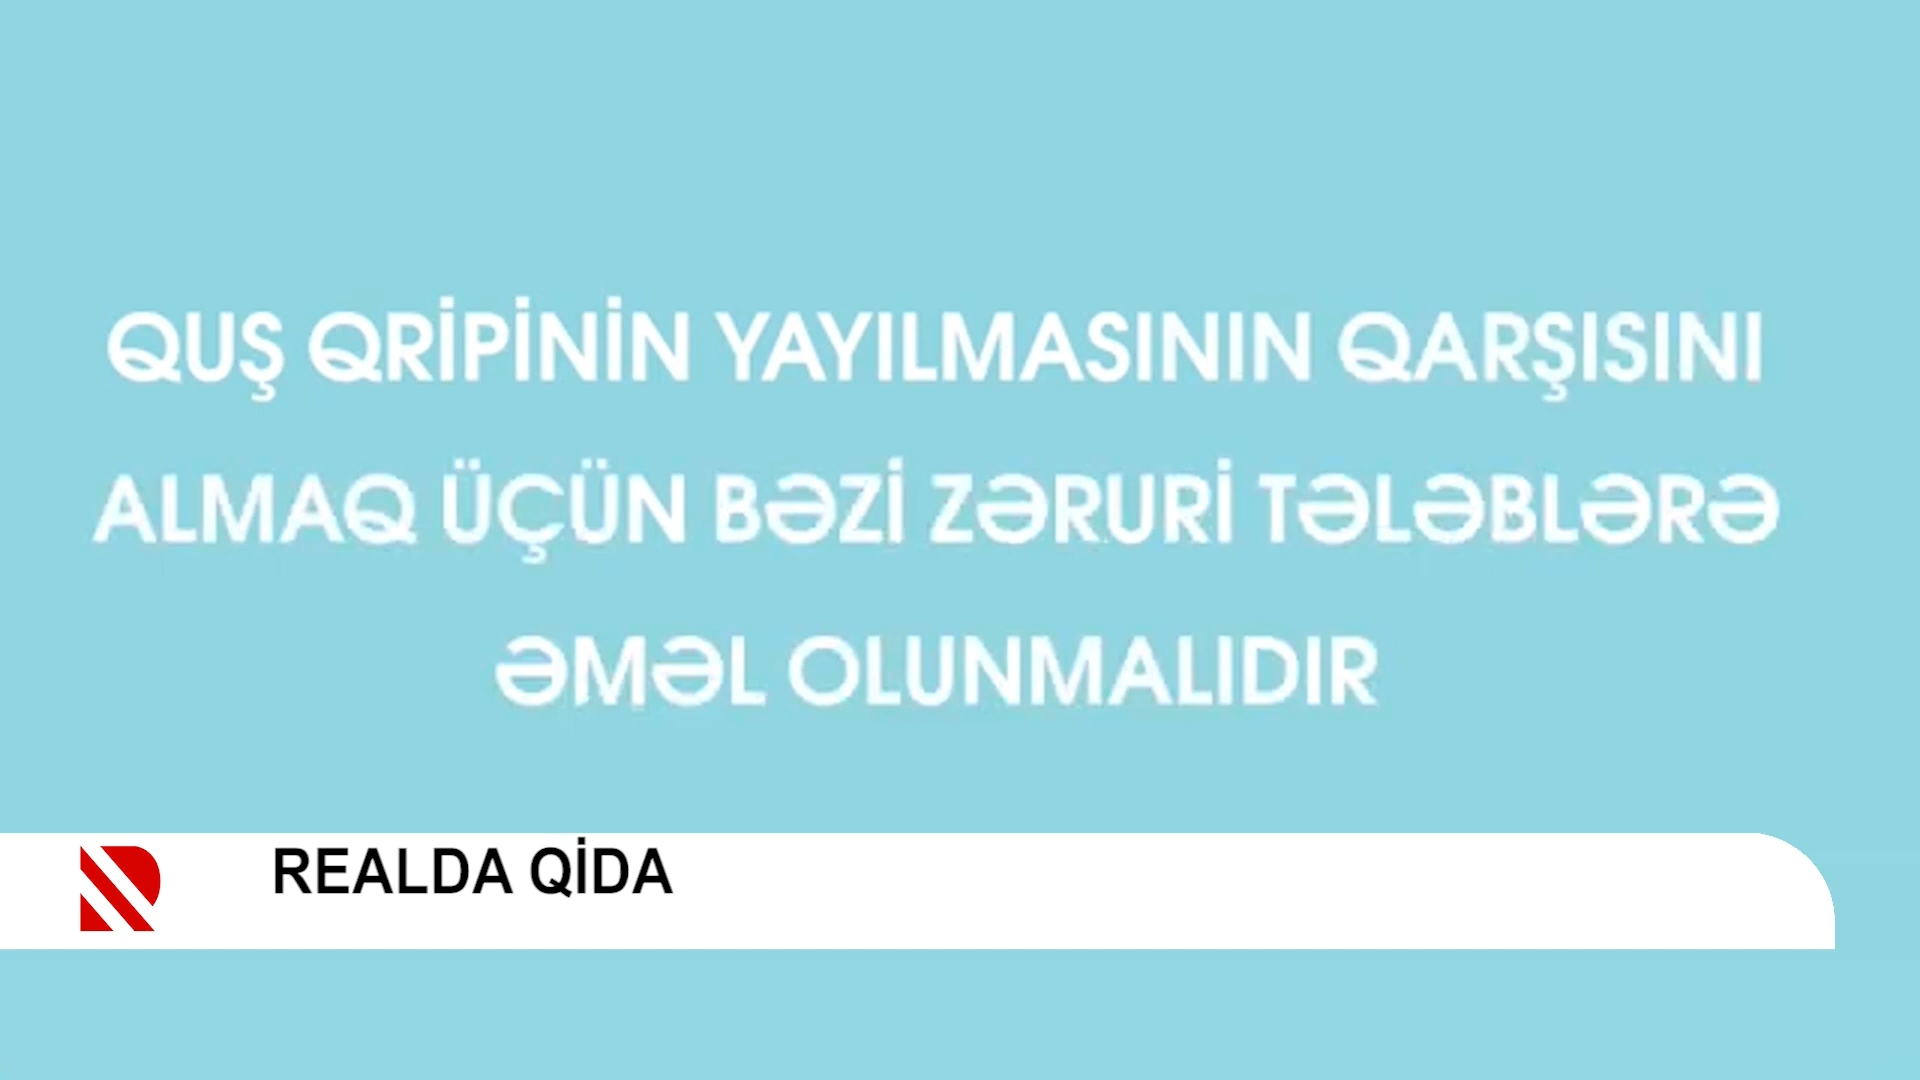 QUŞ QRİPİNİN YAYILMASININ QARŞISINI
ALMAQ ÜÇÜN BƏZİ ZƏRURİ TƏLƏBLƏRƏ
ƏMƏL OLUNMALIDIR
REALDA QİDA